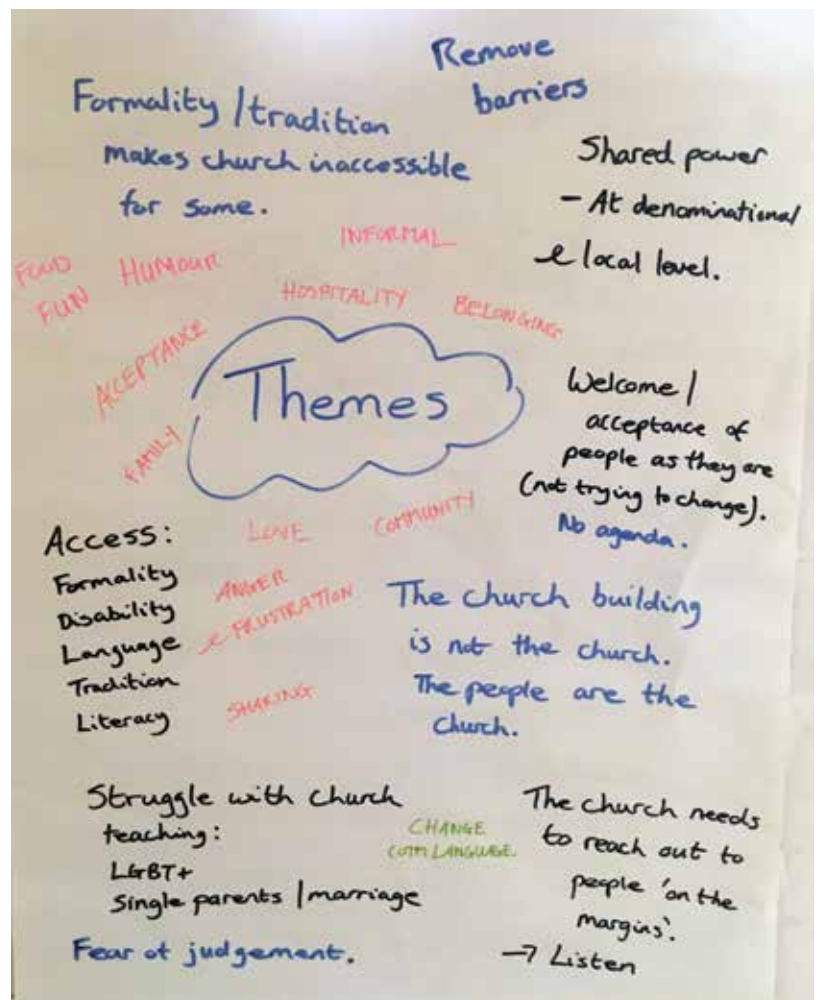 Remove
barriers
Formality / tradition
makes church inaccessible
for some.
Shared power
- At denominational
& local level.
INFORMAL
FOOD
HUMOUR
FUN
HOSPITALITY
BELONGING
ACCEPTANCE
Themes
FAMILY
Welcome /
acceptance of
people as they are
(not trying to change).
No agenda.
LOVE
COMMUNITY
Access:
Formality
Disability
Language
Tradition
Literacy
ANGER
& FRUSTRATION
SHARING
The church building
is not the church.
The people are the
church.
Struggle with church
teaching:
LGBT+
Single parents / marriage
Fear of judgement.
CHANGE
LANGUAGE
The church needs
to reach out to
people 'on the
margins'.
→ Listen